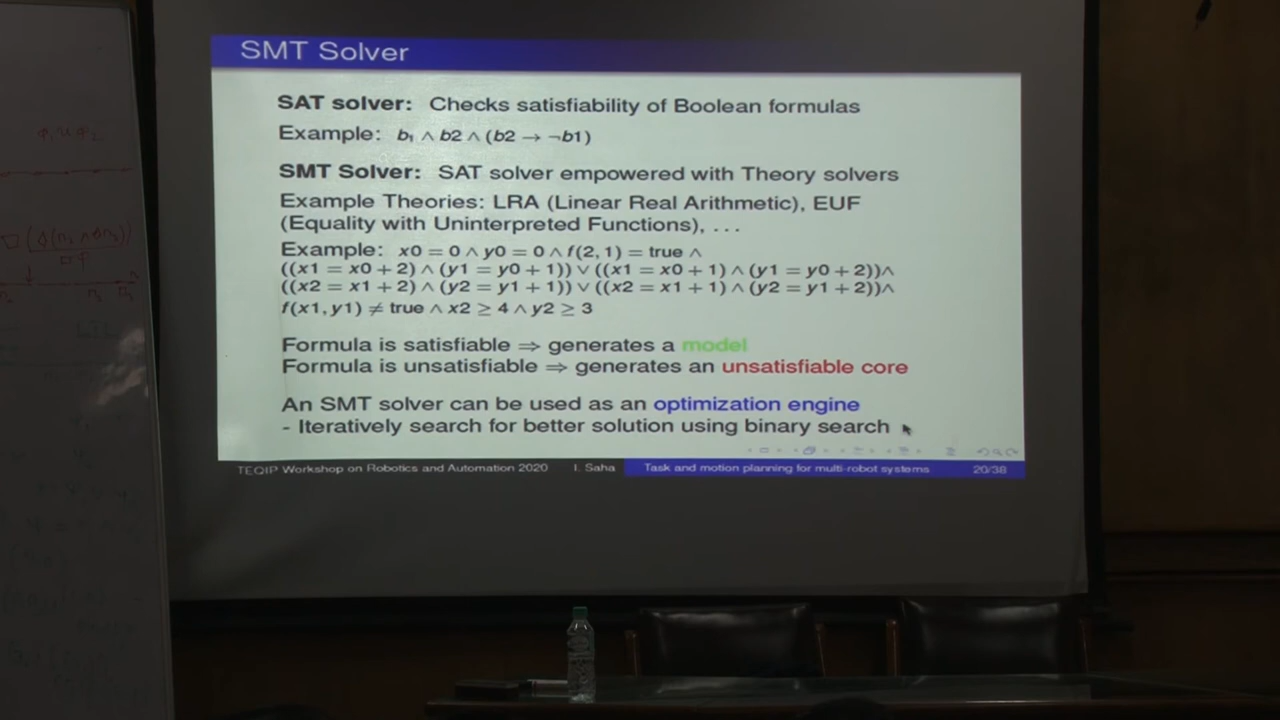 SMT Solver
SAT solver: Checks satisfiability of Boolean formulas
Example: b₁ ∧ b2 ∧ (b2 → ¬b1)
SMT Solver: SAT solver empowered with Theory solvers
Example Theories: LRA (Linear Real Arithmetic), EUF
(Equality with Uninterpreted Functions), ...
Example: x0 = 0 ∧ y0 = 0 ∧ f(2, 1) = true ∧
((x1 = x0 + 2) ∧ (y1 = y0 + 1)) ∨ ((x1 = x0 + 1) ∧ (y1 = y0 + 2))∧
((x2 = x1 + 2) ∧ (y2 = y1 + 1)) ∨ ((x2 = x1 + 1) ∧ (y2 = y1 + 2))∧
f(x1, y1) ≠ true ∧ x2 ≥ 4 ∧ y2 ≥ 3
Formula is satisfiable ⇒ generates a model
Formula is unsatisfiable ⇒ generates an unsatisfiable core
An SMT solver can be used as an optimization engine
- Iteratively search for better solution using binary search
TEQIP Workshop on Robotics and Automation 2020 I. Saha Task and motion planning for multi-robot systems 20/38